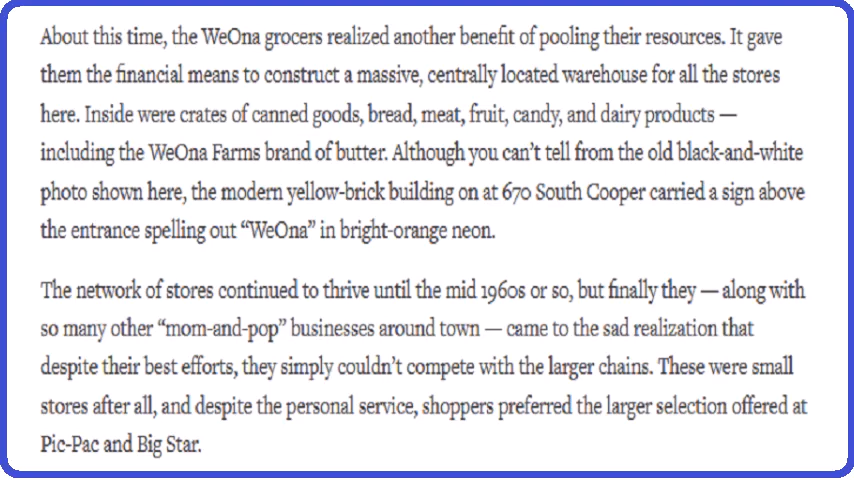 About this time, the WeOna grocers realized another benefit of pooling their resources. It gave
them the financial means to construct a massive, centrally located warehouse for all the stores
here. Inside were crates of canned goods, bread, meat, fruit, candy, and dairy products —
including the WeOna Farms brand of butter. Although you can’t tell from the old black-and-white
photo shown here, the modern yellow-brick building on at 670 South Cooper carried a sign above
the entrance spelling out “WeOna” in bright-orange neon.
The network of stores continued to thrive until the mid 1960s or so, but finally they — along with
so many other “mom-and-pop” businesses around town — came to the sad realization that
despite their best efforts, they simply couldn’t compete with the larger chains. These were small
stores after all, and despite the personal service, shoppers preferred the larger selection offered at
Pic-Pac and Big Star.